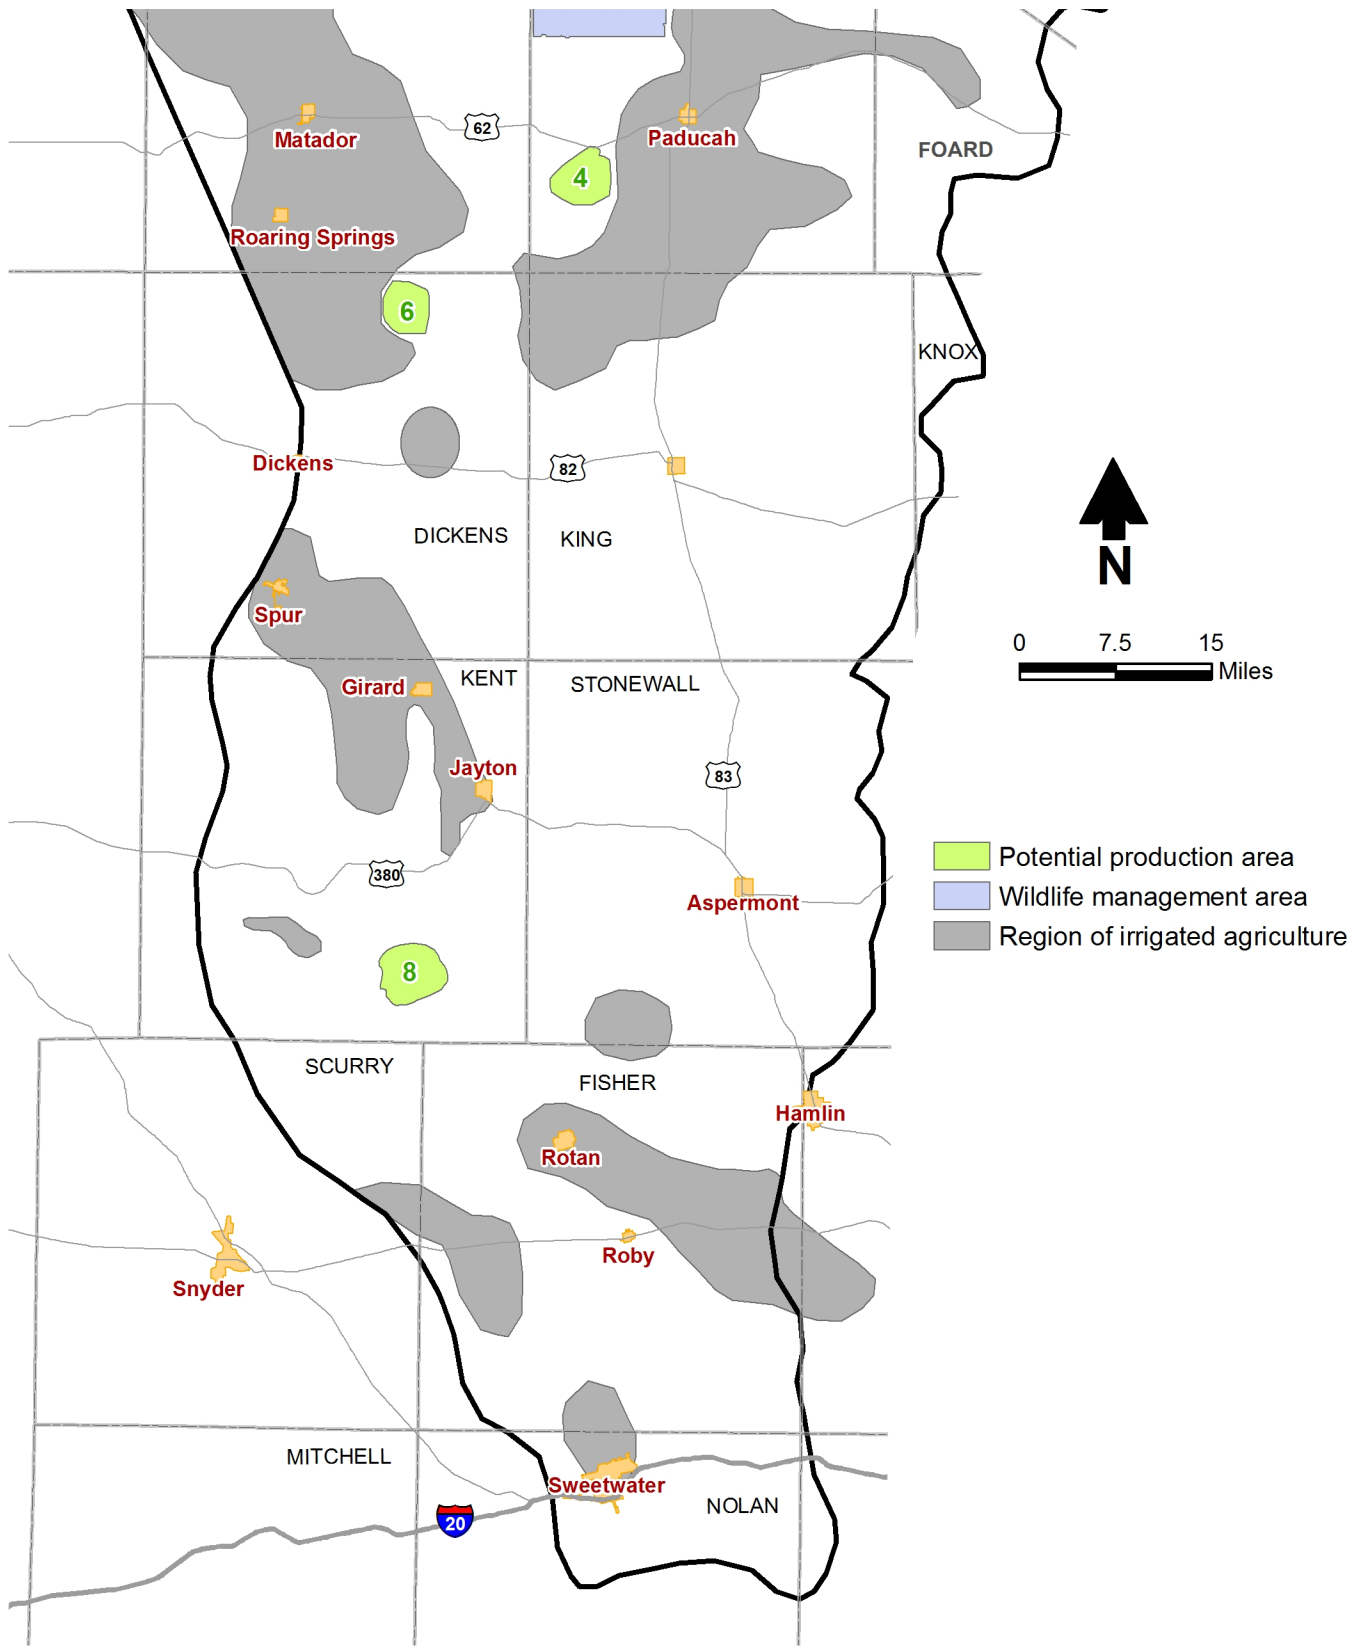 62
Matador
Paducah
FOARD
4
Roaring Springs
6
KNOX
Dickens
82
DICKENS
KING
N
Spur
0 7.5 15
Miles
KENT
Girard
STONEWALL
Jayton
83
Potential production area
380
Wildlife management area
Aspermont
Region of irrigated agriculture
8
SCURRY
FISHER
Hamlin
Rotan
Roby
Snyder
MITCHELL
Sweetwater
NOLAN
20